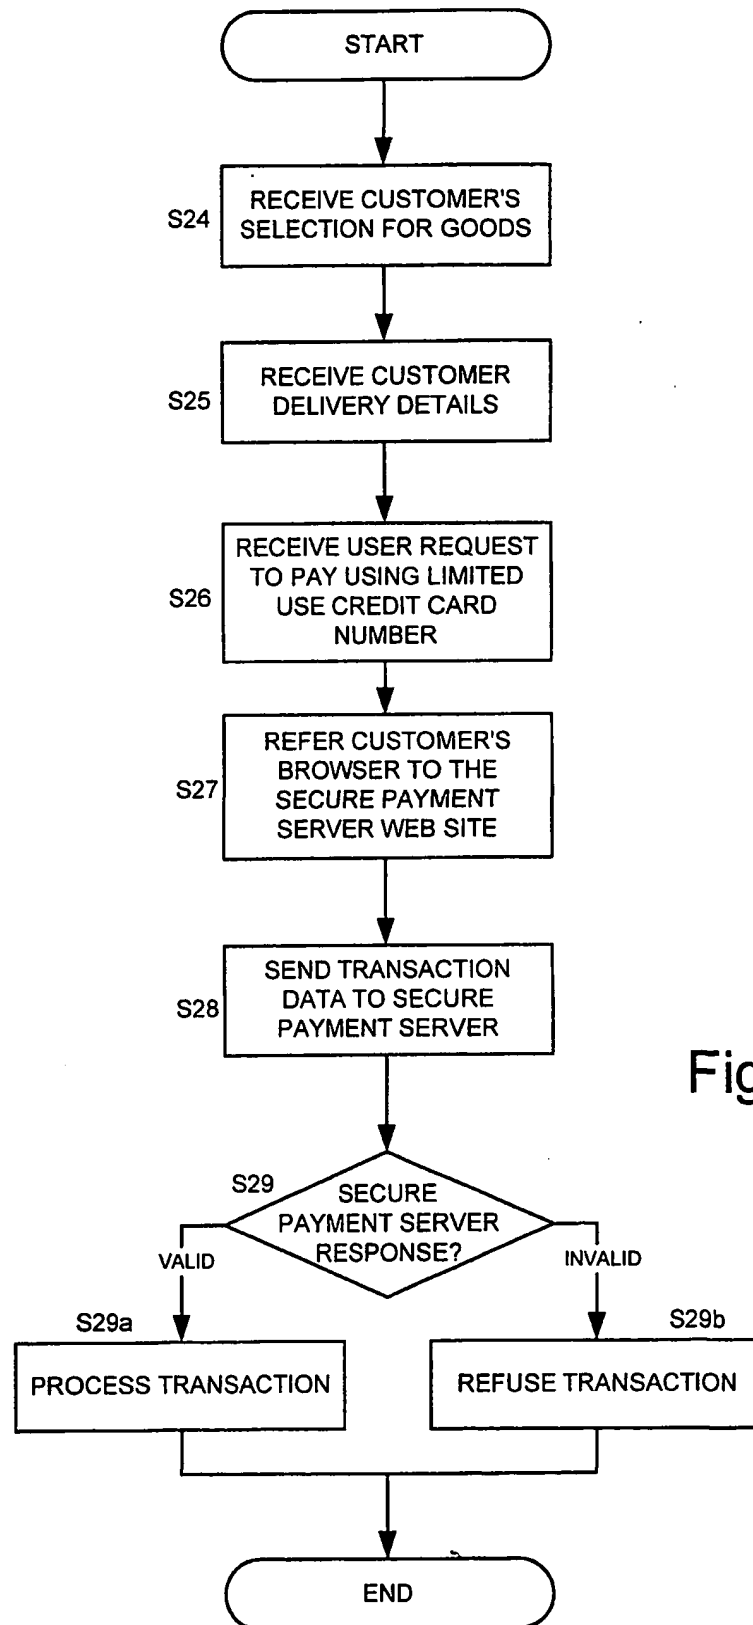 START
S24
RECEIVE CUSTOMER'S
SELECTION FOR GOODS
S25
RECEIVE CUSTOMER
DELIVERY DETAILS
S26
RECEIVE USER REQUEST
TO PAY USING LIMITED
USE CREDIT CARD
NUMBER
S27
REFER CUSTOMER'S
BROWSER TO THE
SECURE PAYMENT
SERVER WEB SITE
S28
SEND TRANSACTION
DATA TO SECURE
PAYMENT SERVER
Fig
S29
SECURE
PAYMENT SERVER
RESPONSE?
VALID
INVALID
S29a
S29b
PROCESS TRANSACTION
REFUSE TRANSACTION
END